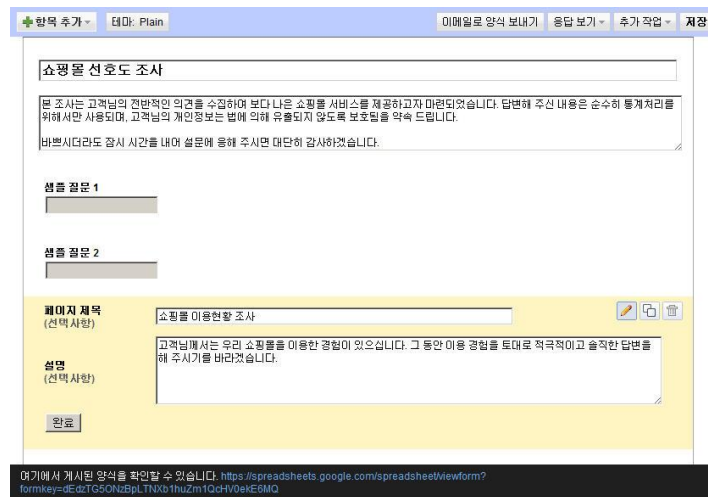 항목 추가
테마: Plain
이메일로 양식 보내기
응답 보기
추가 작업
저장
쇼핑몰 선호도 조사
본 조사는 고객님의 전반적인 의견을 수집하여 보다 나은 쇼핑몰 서비스를 제공하고자 마련되었습니다. 답변해 주신 내용은 순수히 통계처리를
위해서만 사용되며, 고객님의 개인정보는 법에 의해 유출되지 않도록 보호됨을 약속 드립니다.
바쁘시더라도 잠시 시간을 내어 설문에 응해 주시면 대단히 감사하겠습니다.
샘플 질문 1
샘플 질문 2
페이지 제목
(선택사항)
쇼핑몰 이용현황 조사
설명
(선택사항)
고객님께서는 우리 쇼핑몰을 이용한 경험이 있으십니다. 그 동안 이용 경험을 토대로 적극적이고 솔직한 답변을
해 주시기를 바라겠습니다.
완료
여기에서 게시된 양식을 확인할 수 있습니다. https://spreadsheets.google.com/spreadsheet/viewform?
formkey=dEdzTG5ONzBpLTNXb1huZm1QcHV0ekE6MQ